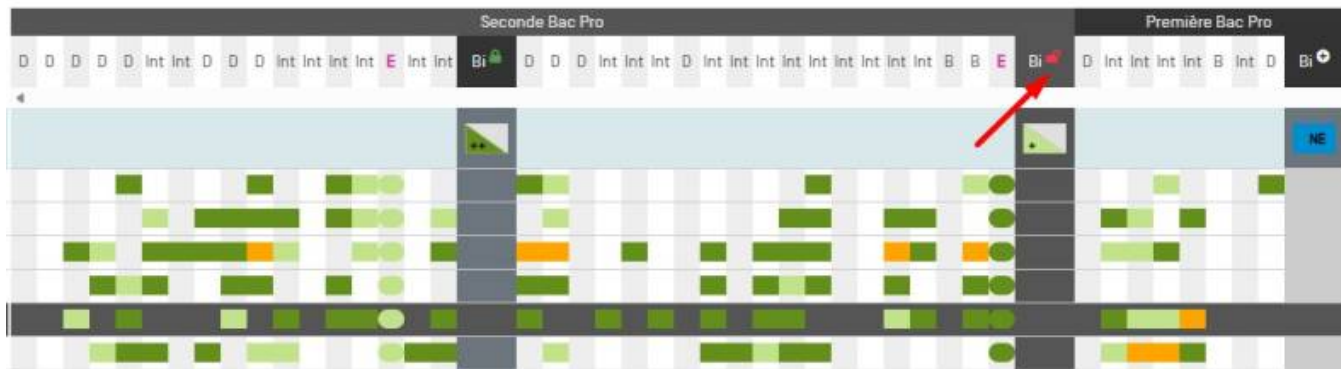 Seconde Bac Pro Première Bac Pro
D D D D D Int Int D D D Int Int Int Int E Int Int Bi D D D Int Int Int D Int Int Int Int Int Int Int Int B B E Bi D Int Int Int B Int D Bi
++ + NE